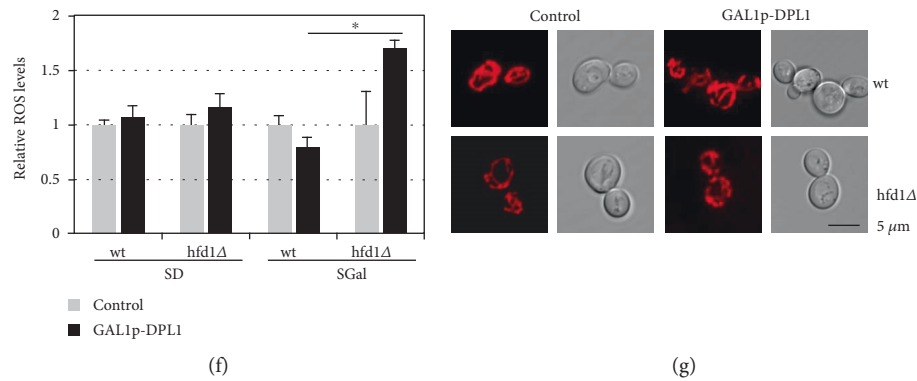 2
1.5
1
0.5
0
Relative ROS levels
*
wt hfd1Δ wt hfd1Δ
SD SGal
Control
GAL1p-DPL1
(f)
Control GAL1p-DPL1
wt
hfd1Δ
5 μm
(g)